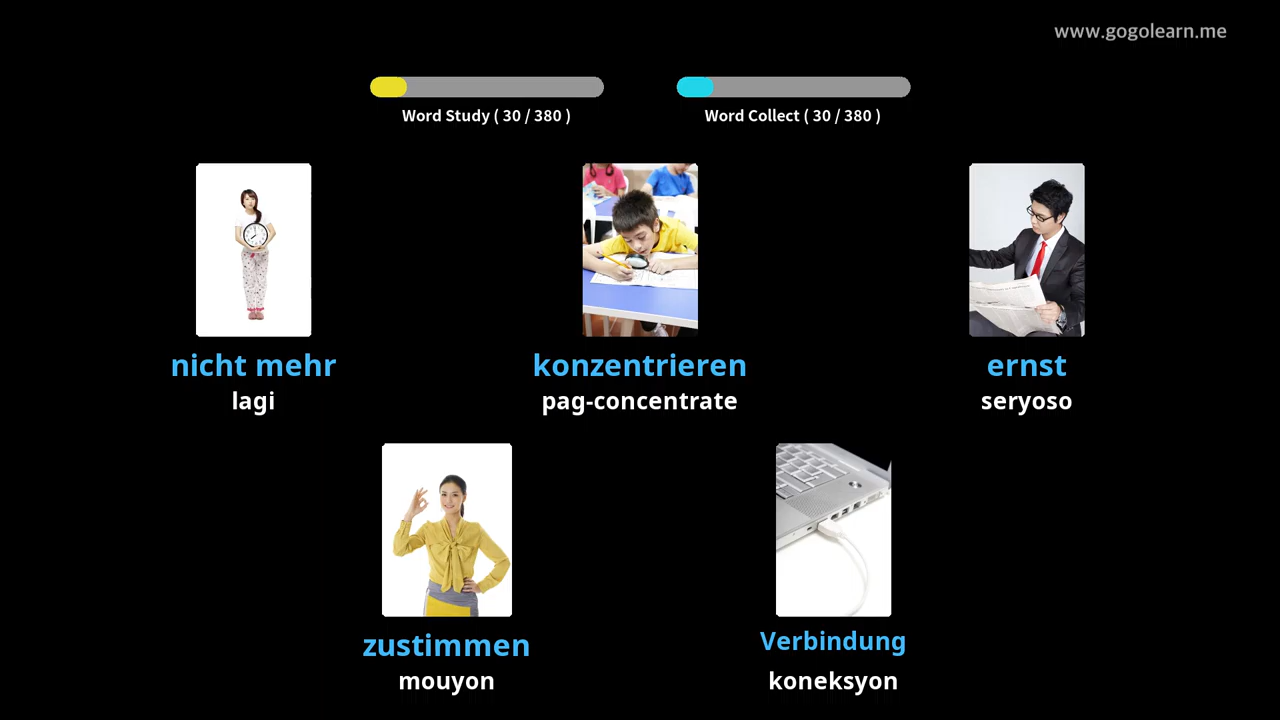 www.gogolearn.me
Word Study ( 30 / 380 )
Word Collect ( 30 / 380 )
nicht mehr
lagi
konzentrieren
pag-concentrate
ernst
seryoso
zustimmen
mouyon
Verbindung
koneksyon